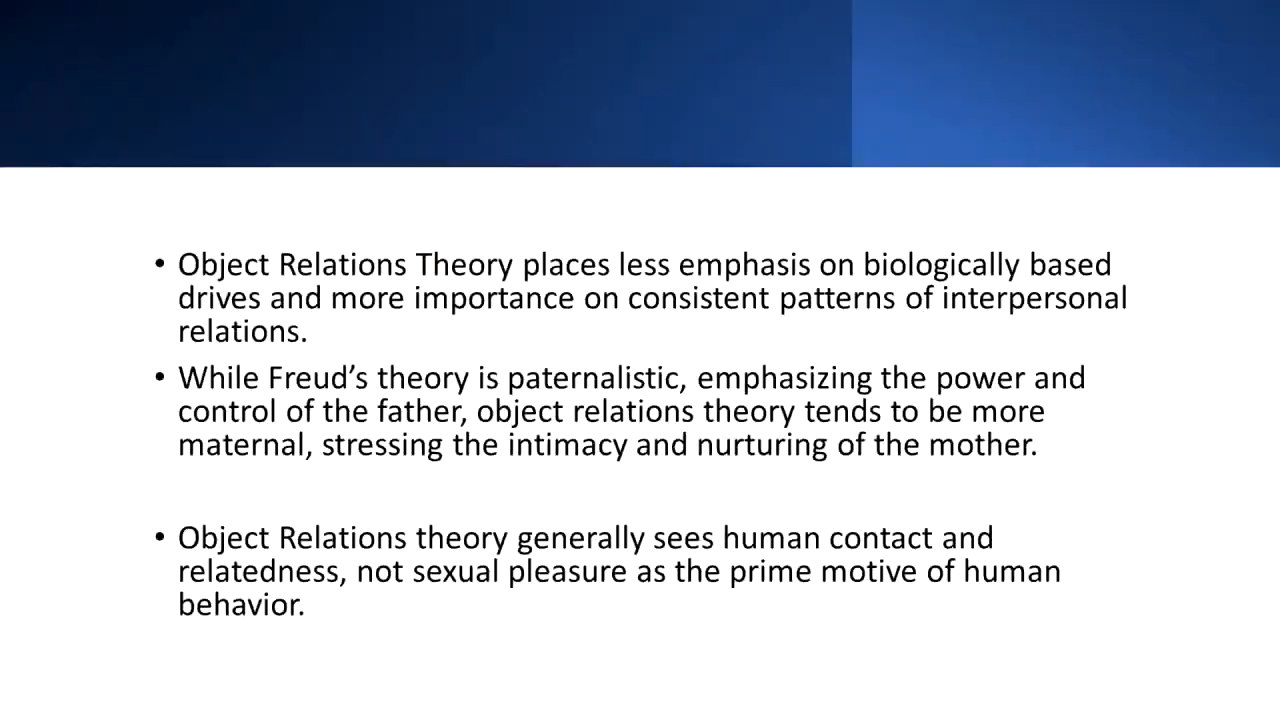 • Object Relations Theory places less emphasis on biologically based
drives and more importance on consistent patterns of interpersonal
relations.
• While Freud’s theory is paternalistic, emphasizing the power and
control of the father, object relations theory tends to be more
maternal, stressing the intimacy and nurturing of the mother.
• Object Relations theory generally sees human contact and
relatedness, not sexual pleasure as the prime motive of human
behavior.